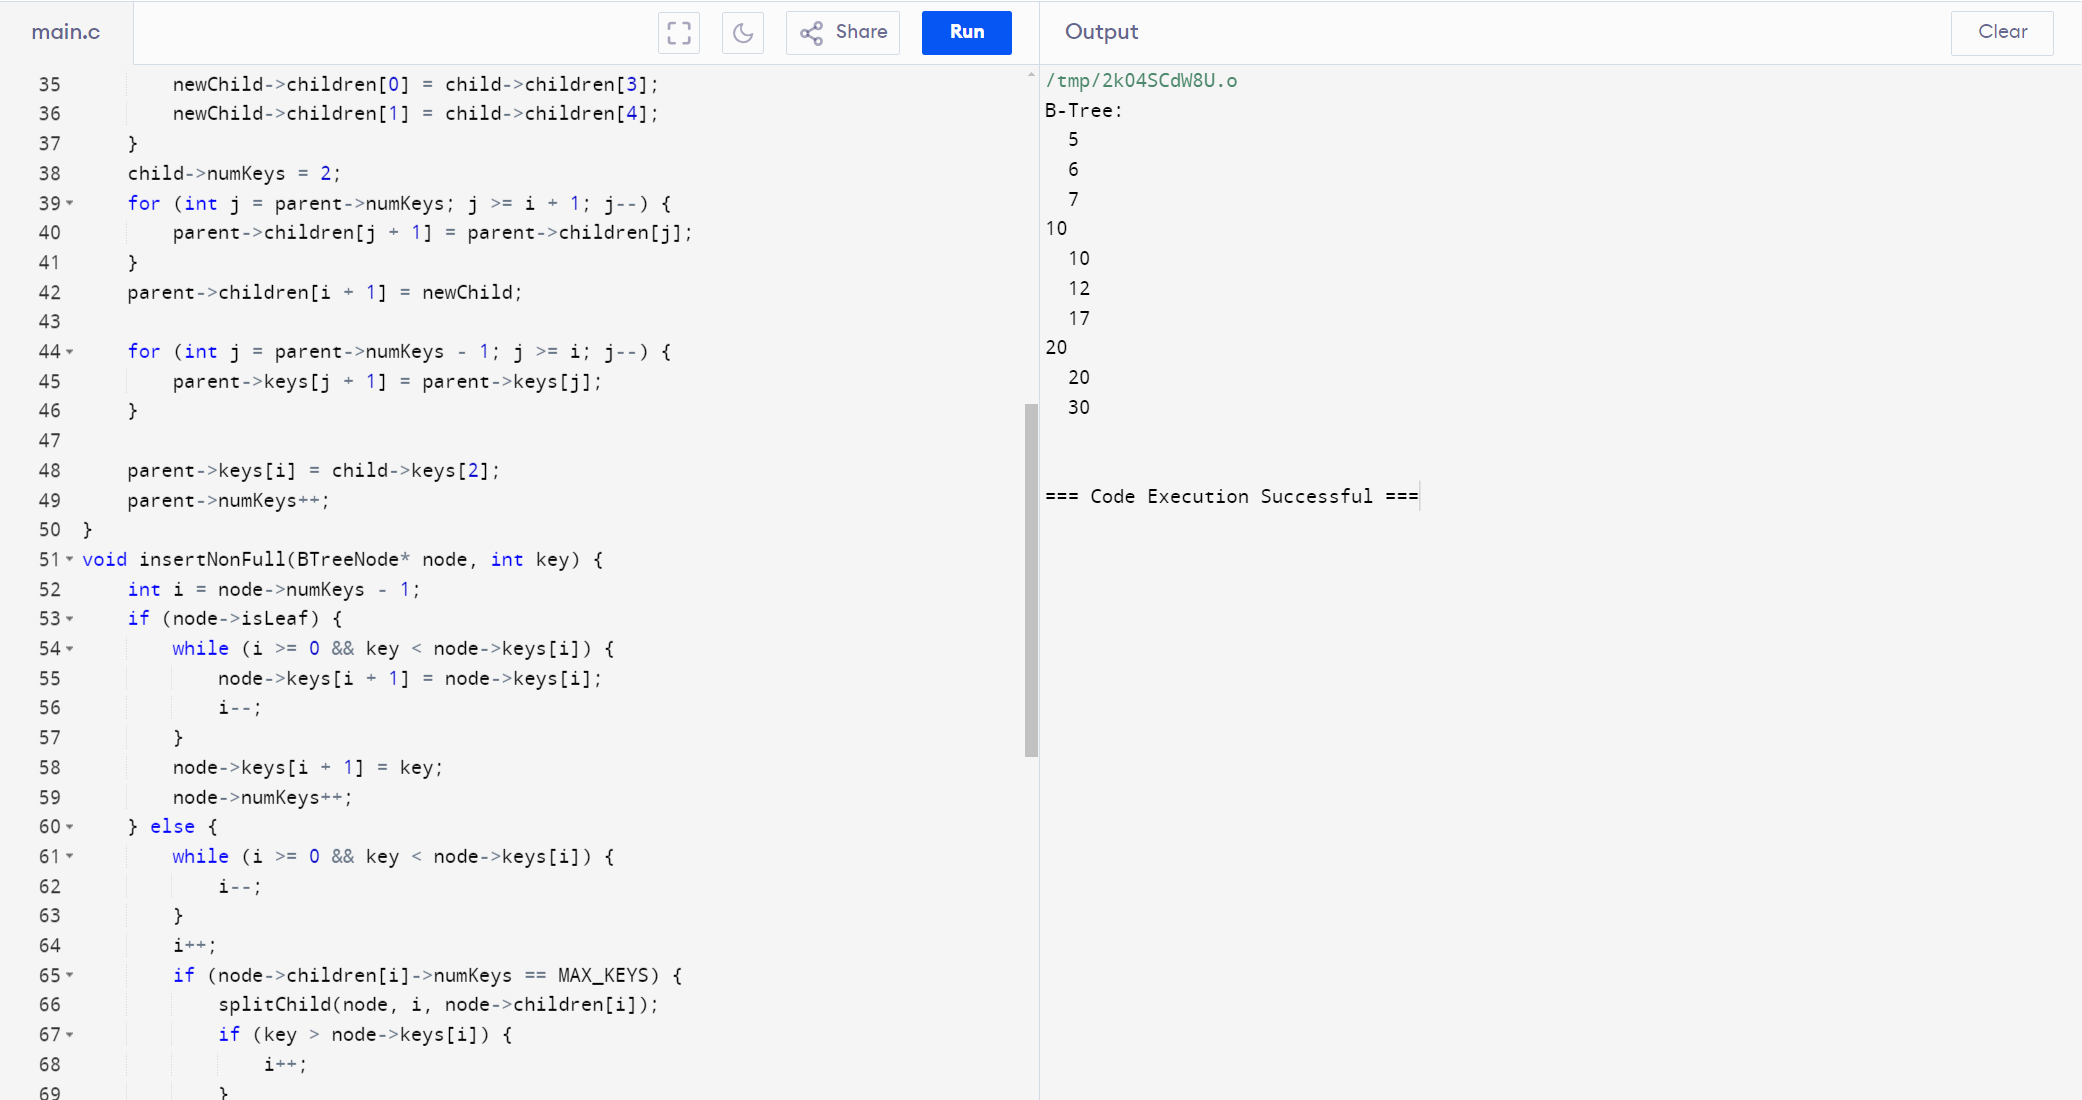 main.c
Share
Run
Output
Clear
35 newChild->children[0] = child->children[3];
36 newChild->children[1] = child->children[4];
37 }
38 child->numKeys = 2;
39 for (int j = parent->numKeys; j >= i + 1; j--) {
40 parent->children[j + 1] = parent->children[j];
41 }
42 parent->children[i + 1] = newChild;
43
44 for (int j = parent->numKeys - 1; j >= i; j--) {
45 parent->keys[j + 1] = parent->keys[j];
46 }
47
48 parent->keys[i] = child->keys[2];
49 parent->numKeys++;
50 }
51 void insertNonFull(BTreeNode* node, int key) {
52 int i = node->numKeys - 1;
53 if (node->isLeaf) {
54 while (i >= 0 && key < node->keys[i]) {
55 node->keys[i + 1] = node->keys[i];
56 i--;
57 }
58 node->keys[i + 1] = key;
59 node->numKeys++;
60 } else {
61 while (i >= 0 && key < node->keys[i]) {
62 i--;
63 }
64 i++;
65 if (node->children[i]->numKeys == MAX_KEYS) {
66 splitChild(node, i, node->children[i]);
67 if (key > node->keys[i]) {
68 i++;
69 }
/tmp/2kO4SCdW8U.o
B-Tree:
5
6
7
10
10
12
17
20
20
30
=== Code Execution Successful ===